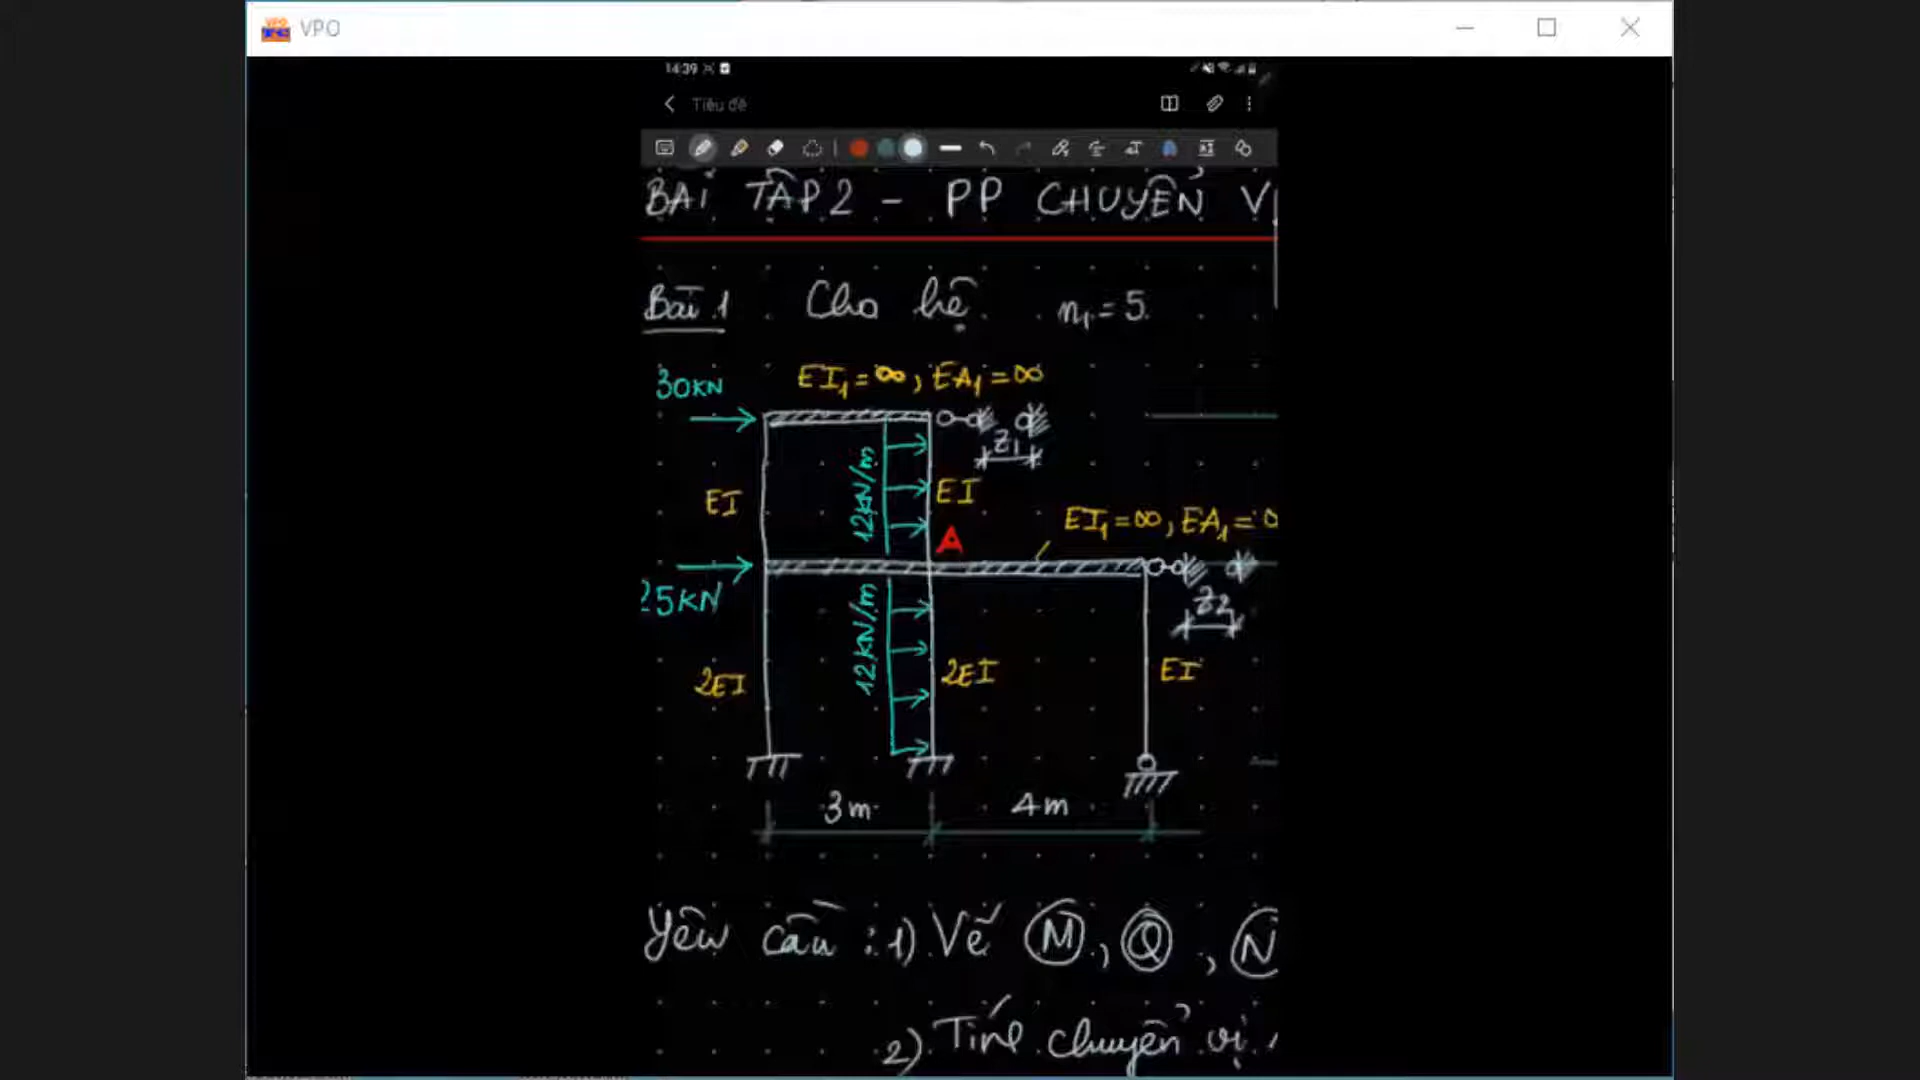 VPO
14:39
Tiêu đề
BÀI TẬP 2 - PP CHUYỂN VỊ
Bài 1 Cho hệ n₁ = 5
EI₁ = ∞, EA₁ = ∞
30KN
Z1
12KN/m
EI
EI
EI₁ = ∞, EA₁ = ∞
A
25KN
Z2
12KN/m
2EI
2EI
EI
3m 4m
Yêu cầu : 1) Vẽ M, Q, N
2) Tính chuyển vị